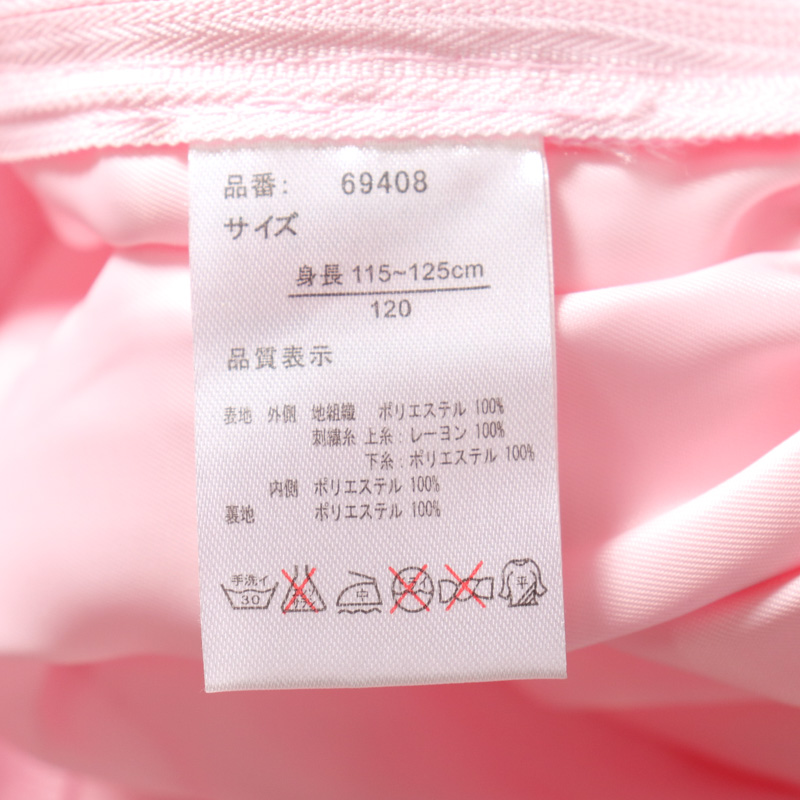 品番: 69408
サイズ
身長 115~125cm
120
品質表示
表地 外側 地組織 ポリエステル 100%
刺繍糸 上糸：レーヨン 100%
下糸：ポリエステル 100%
内側 ポリエステル 100%
裏地 ポリエステル 100%
手洗イ 30 中 平